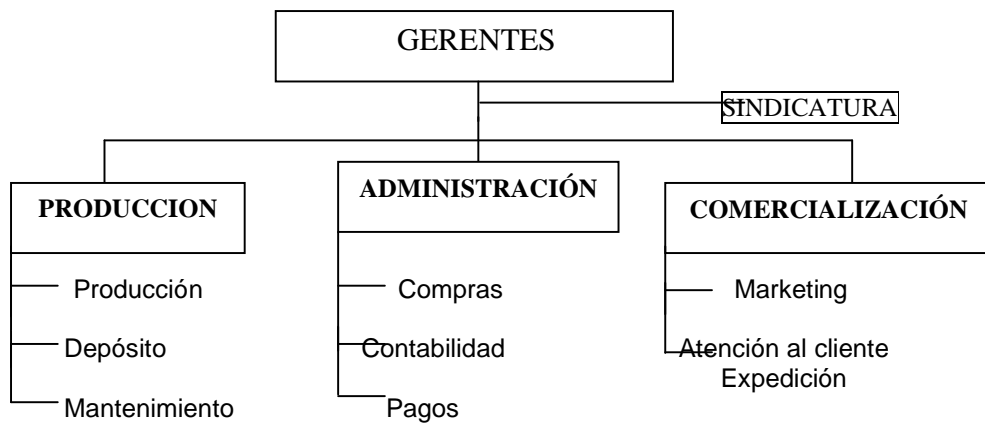 GERENTES
SINDICATURA
PRODUCCION
ADMINISTRACIÓN
COMERCIALIZACIÓN
Producción
Depósito
Mantenimiento
Compras
Contabilidad
Pagos
Marketing
Atención al cliente
Expedición